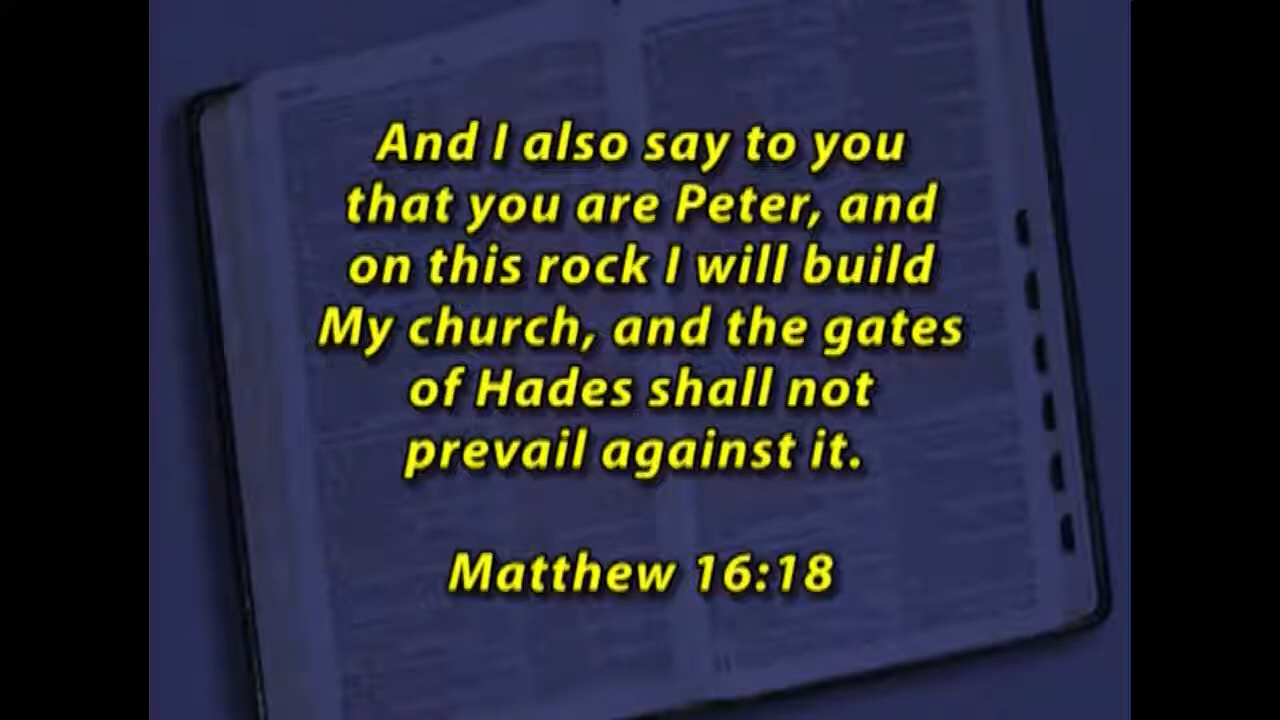 And I also say to you
that you are Peter, and
on this rock I will build
My church, and the gates
of Hades shall not
prevail against it.
Matthew 16:18